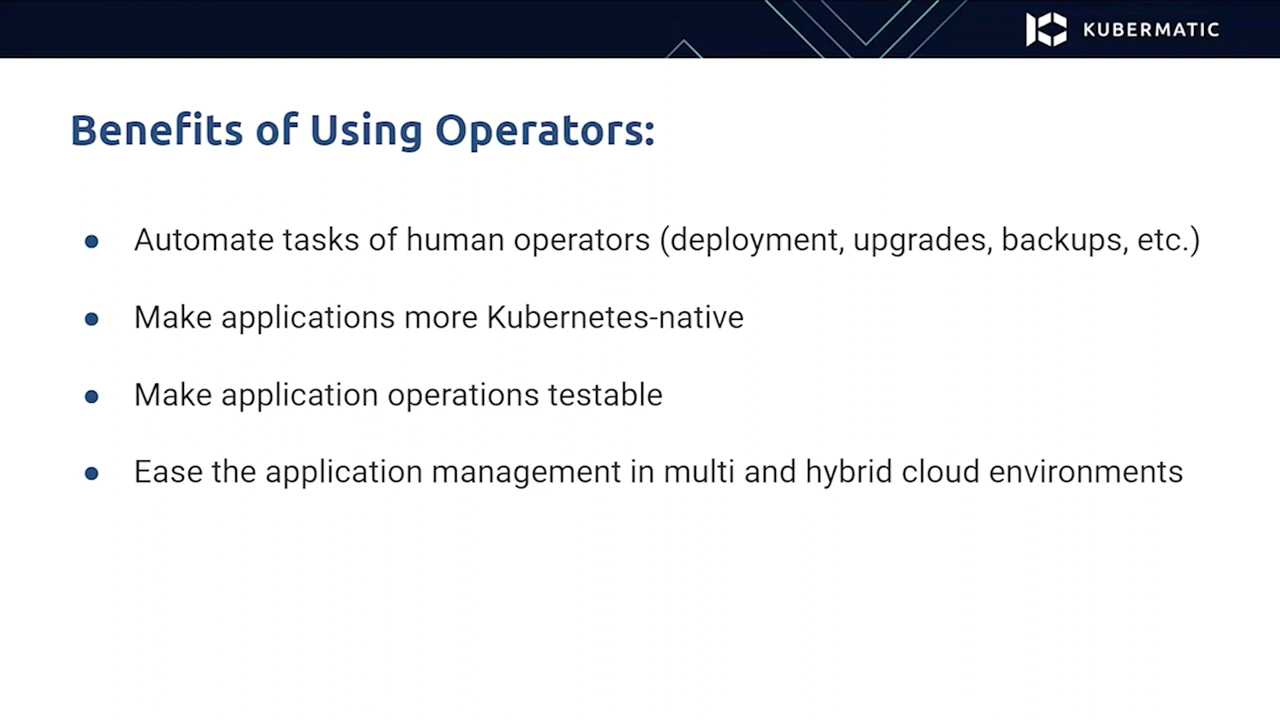 KUBERMATIC
Benefits of Using Operators:
● Automate tasks of human operators (deployment, upgrades, backups, etc.)
● Make applications more Kubernetes-native
● Make application operations testable
● Ease the application management in multi and hybrid cloud environments